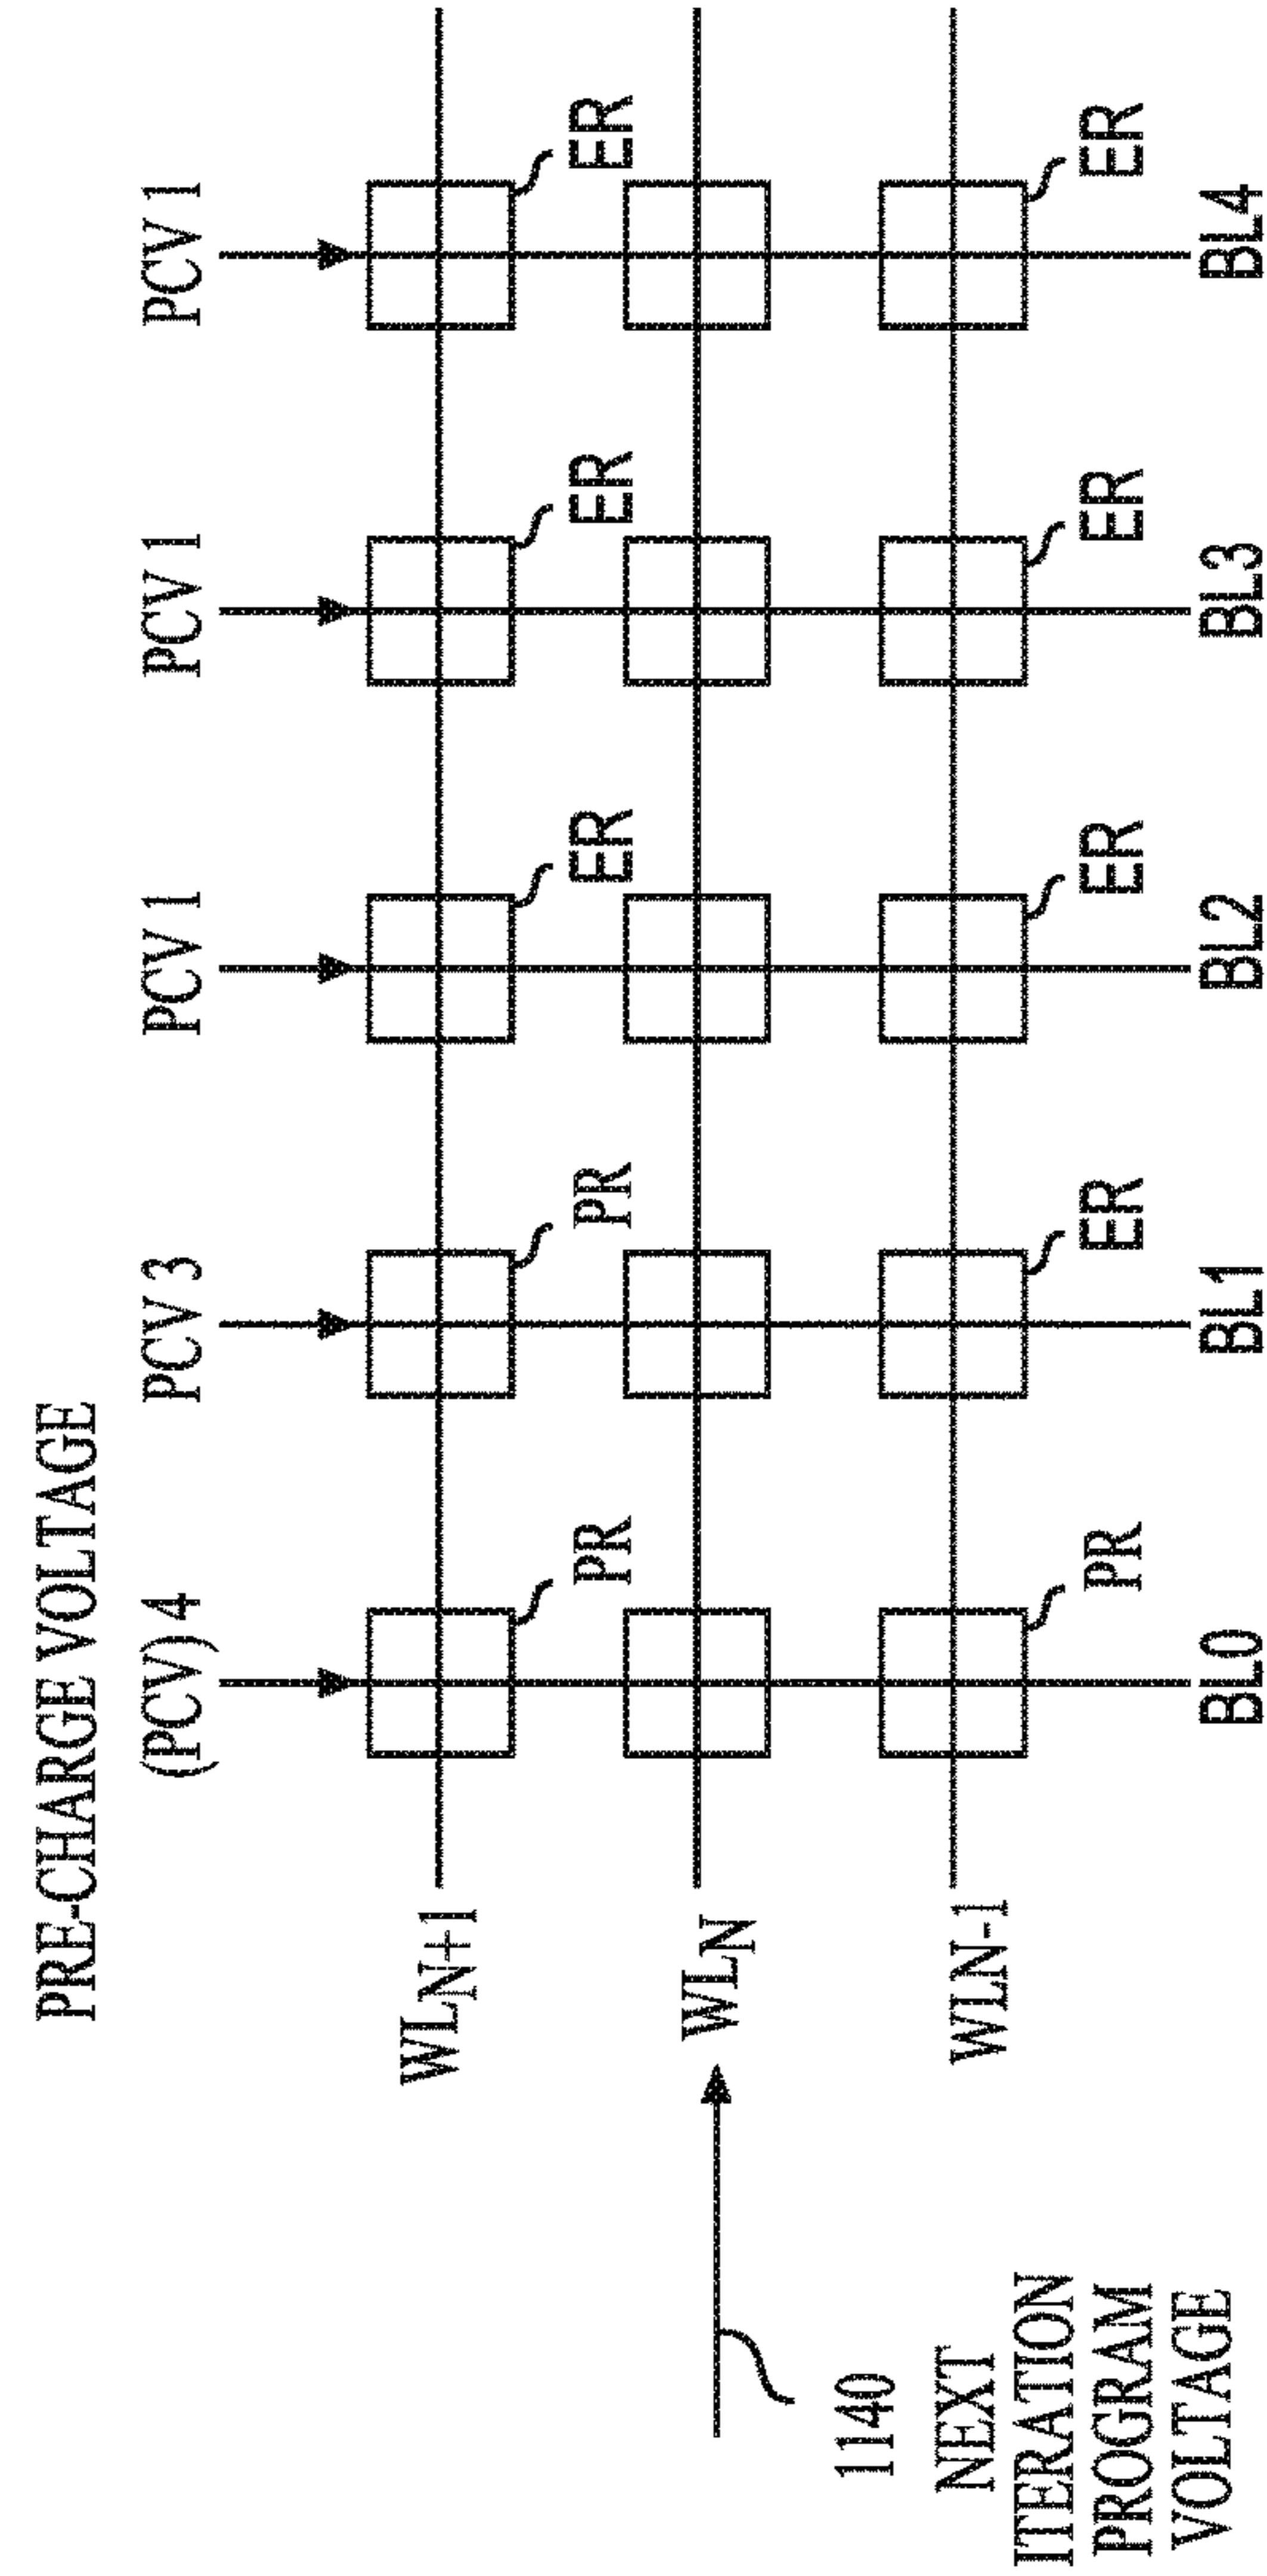 PRE-CHARGE VOLTAGE
(PCV) 4 PCV 3 PCV 1 PCV 1 PCV 1
WLN+1
PR PR ER ER ER
WLN
1140
NEXT
ITERATION
PROGRAM
VOLTAGE
WLN-1
PR ER ER ER ER
BL0 BL1 BL2 BL3 BL4